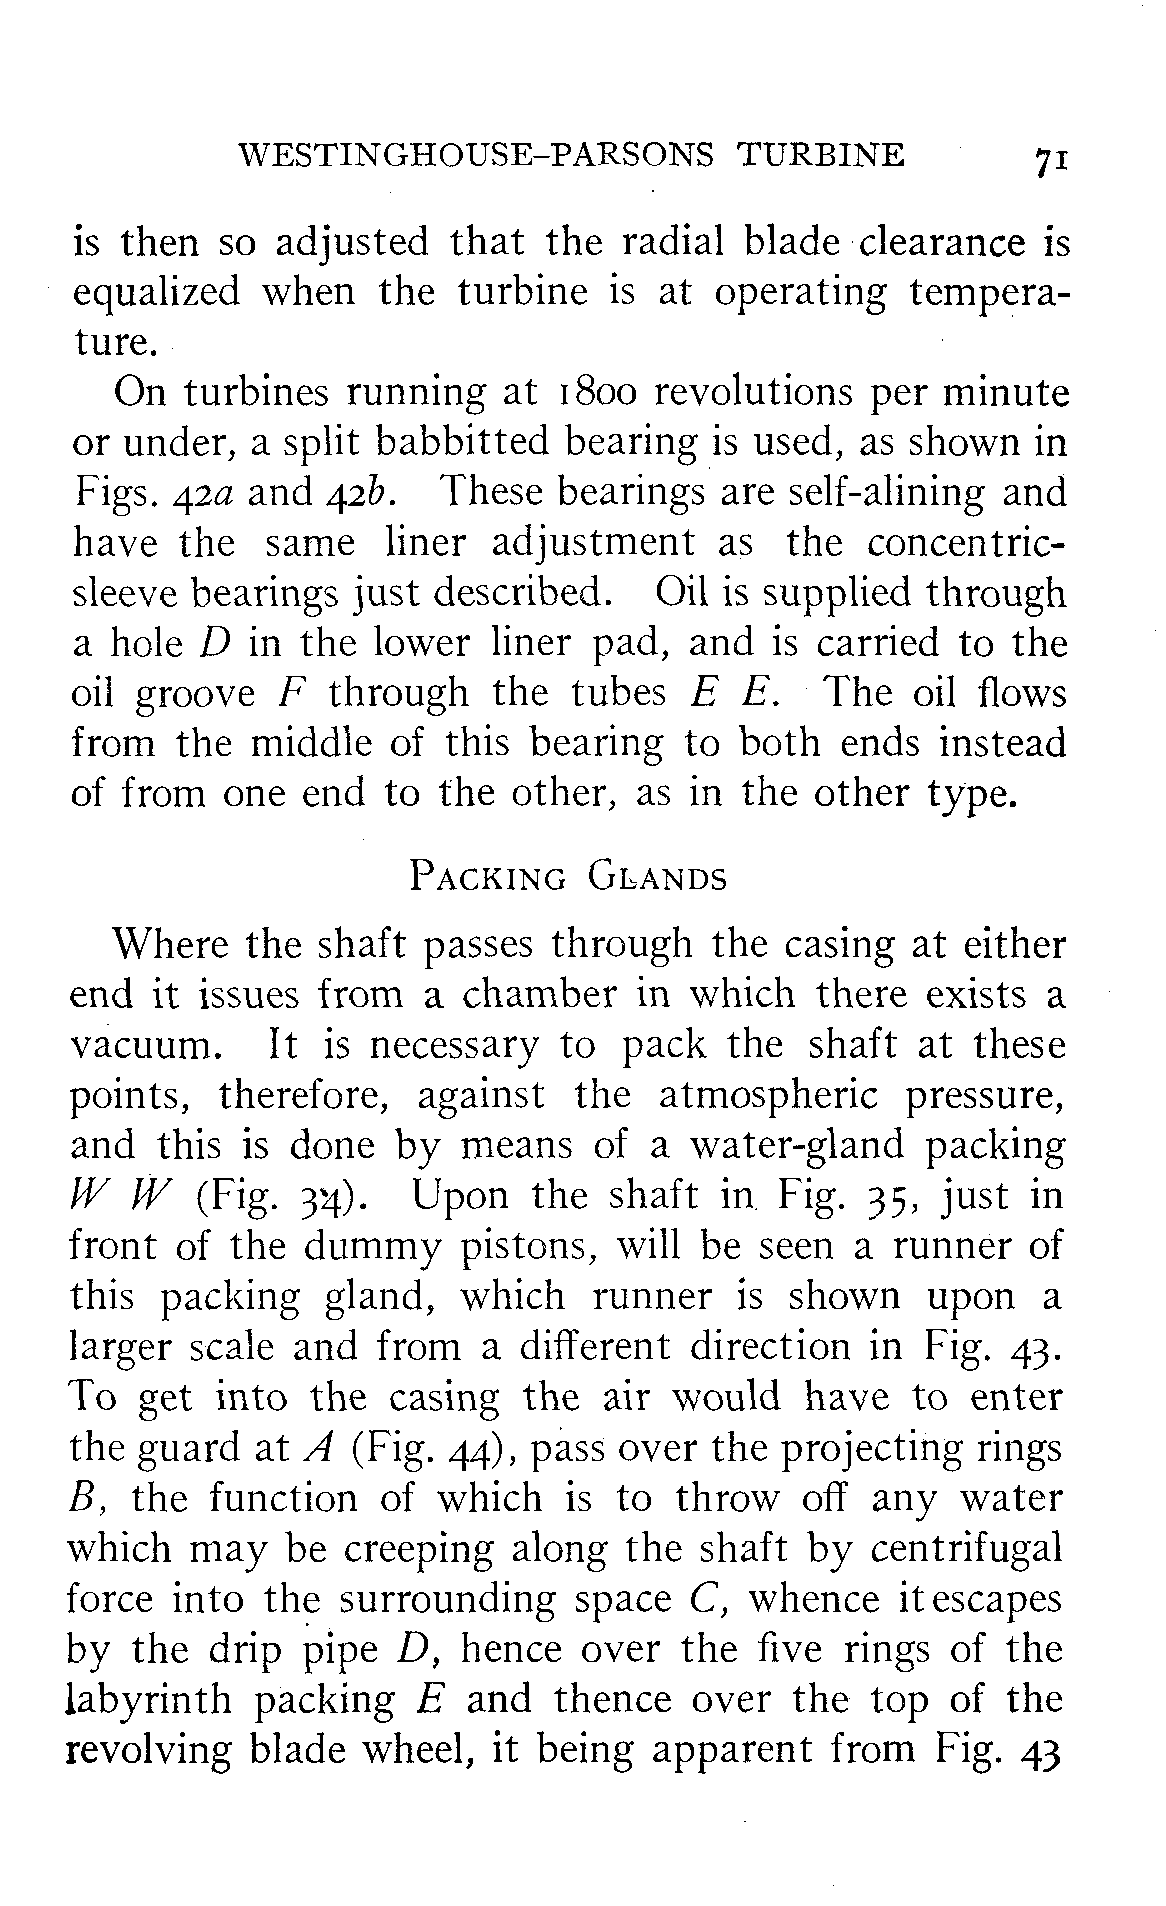 WESTINGHOUSE–PARSONS TURBINE 71
is then so adjusted that the radial blade clearance is
equalized when the turbine is at operating tempera-
ture.
On turbines running at 1800 revolutions per minute
or under, a split babbitted bearing is used, as shown in
Figs. 42a and 42b. These bearings are self-alining and
have the same liner adjustment as the concentric-
sleeve bearings just described. Oil is supplied through
a hole D in the lower liner pad, and is carried to the
oil groove F through the tubes E E. The oil flows
from the middle of this bearing to both ends instead
of from one end to the other, as in the other type.
PACKING GLANDS
Where the shaft passes through the casing at either
end it issues from a chamber in which there exists a
vacuum. It is necessary to pack the shaft at these
points, therefore, against the atmospheric pressure,
and this is done by means of a water-gland packing
W W (Fig. 34). Upon the shaft in Fig. 35, just in
front of the dummy pistons, will be seen a runner of
this packing gland, which runner is shown upon a
larger scale and from a different direction in Fig. 43.
To get into the casing the air would have to enter
the guard at A (Fig. 44), pass over the projecting rings
B, the function of which is to throw off any water
which may be creeping along the shaft by centrifugal
force into the surrounding space C, whence it escapes
by the drip pipe D, hence over the five rings of the
labyrinth packing E and thence over the top of the
revolving blade wheel, it being apparent from Fig. 43